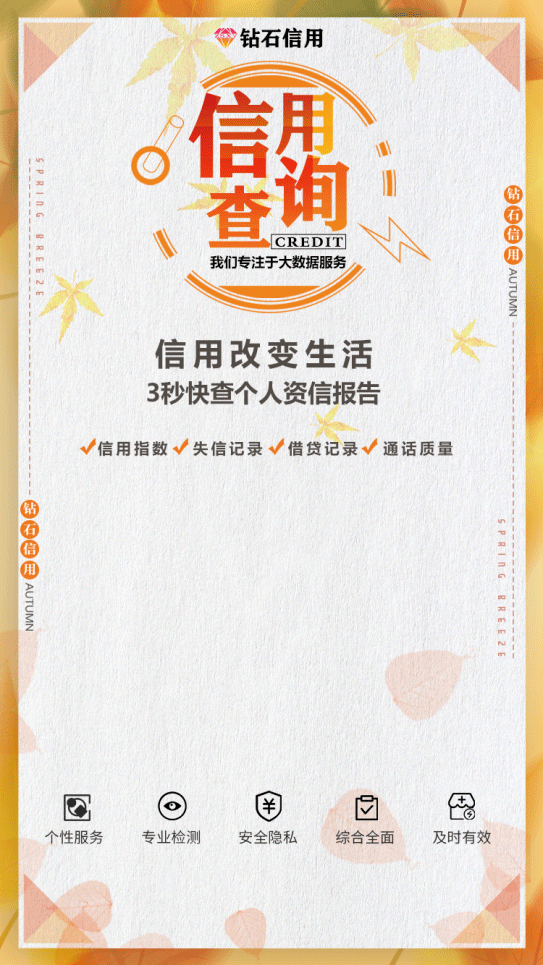 钻石信用
信用
查询
CREDIT
我们专注于大数据服务
SPRING BREEZE
钻石信用
AUTUMN
信用改变生活
3秒快查个人资信报告
信用指数 失信记录 借贷记录 通话质量
钻石信用
AUTUMN
SPRING BREEZE
个性服务 专业检测 安全隐私 综合全面 及时有效